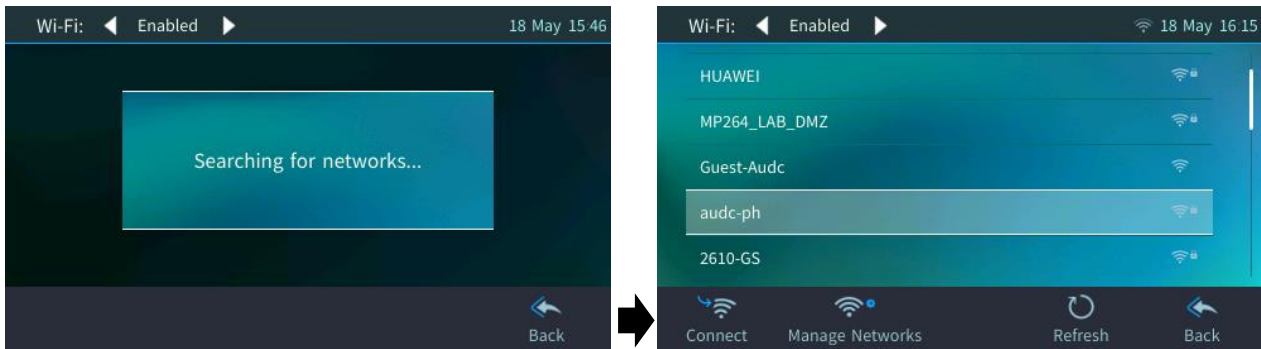 Wi-Fi: Enabled 18 May 15:46
Searching for networks...
Back
Wi-Fi: Enabled 18 May 16:15
HUAWEI
MP264_LAB_DMZ
Guest-Audc
audc-ph
2610-GS
Connect Manage Networks Refresh Back